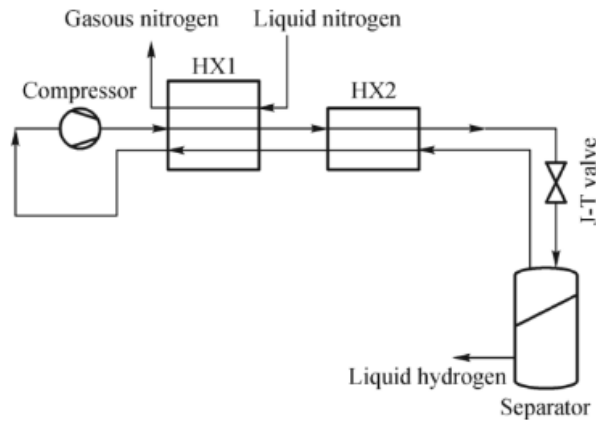 Gasous nitrogen
Liquid nitrogen
Compressor
HX1
HX2
J-T valve
Liquid hydrogen
Separator